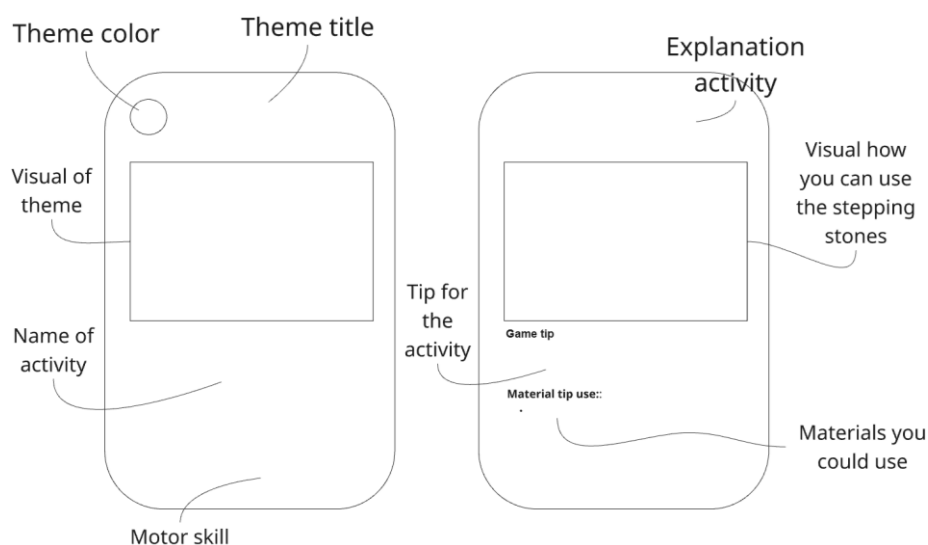 Theme color
Theme title
Visual of
theme
Name of
activity
Motor skill
Explanation
activity
Visual how
you can use
the stepping
stones
Tip for
the
activity
Game tip
Material tip use::
•
Materials you
could use